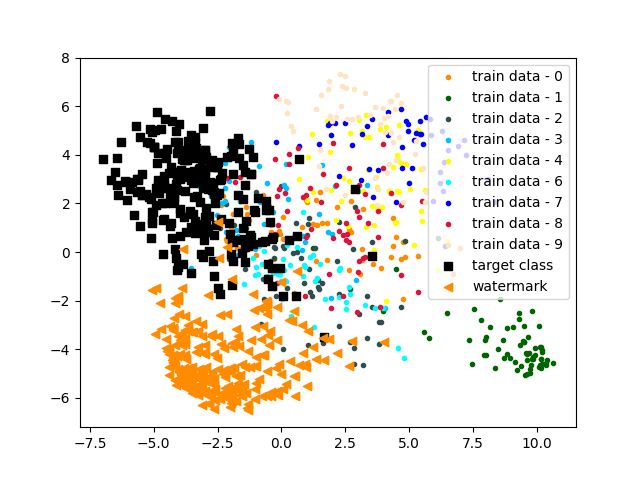 8
6
4
2
0
−2
−4
−6
−7.5
−5.0
−2.5
0.0
2.5
5.0
7.5
10.0
train data - 0
train data - 1
train data - 2
train data - 3
train data - 4
train data - 6
train data - 7
train data - 8
train data - 9
target class
watermark